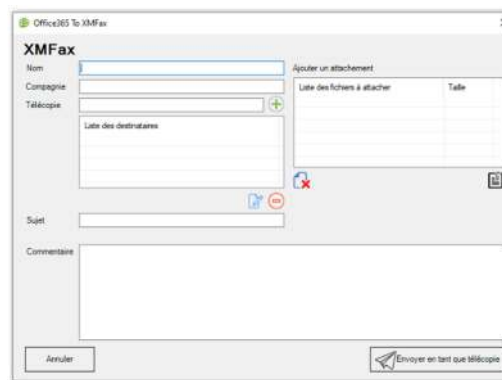 Office365 To XMFax
XMFax
Nom
Ajouter un attachement
Compagnie
Liste des fichiers à attacher
Taille
Télécopie
Liste des destinataires
Sujet
Commentaire
Annuler
Envoyer en tant que télécopie